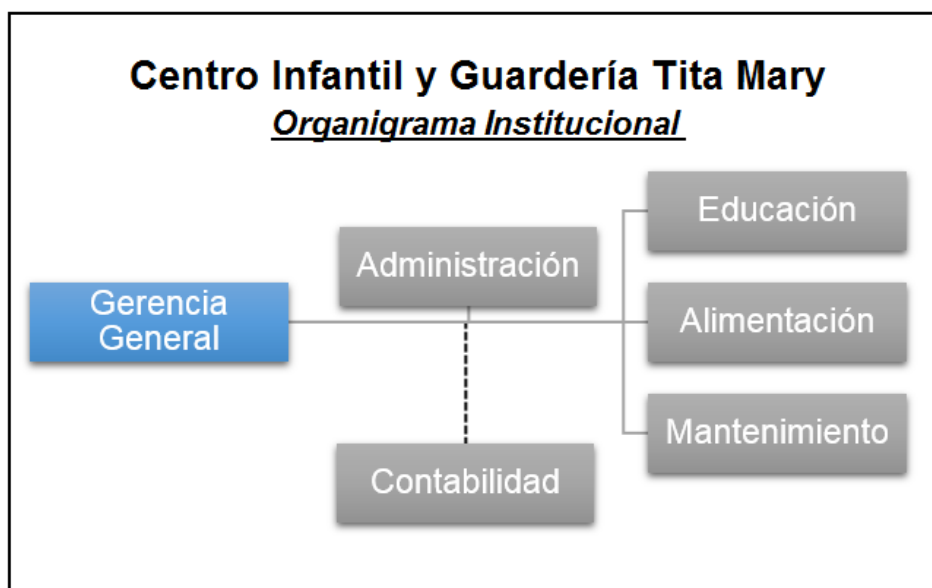 Centro Infantil y Guardería Tita Mary
Organigrama Institucional
Gerencia
General
Administración
Contabilidad
Educación
Alimentación
Mantenimiento